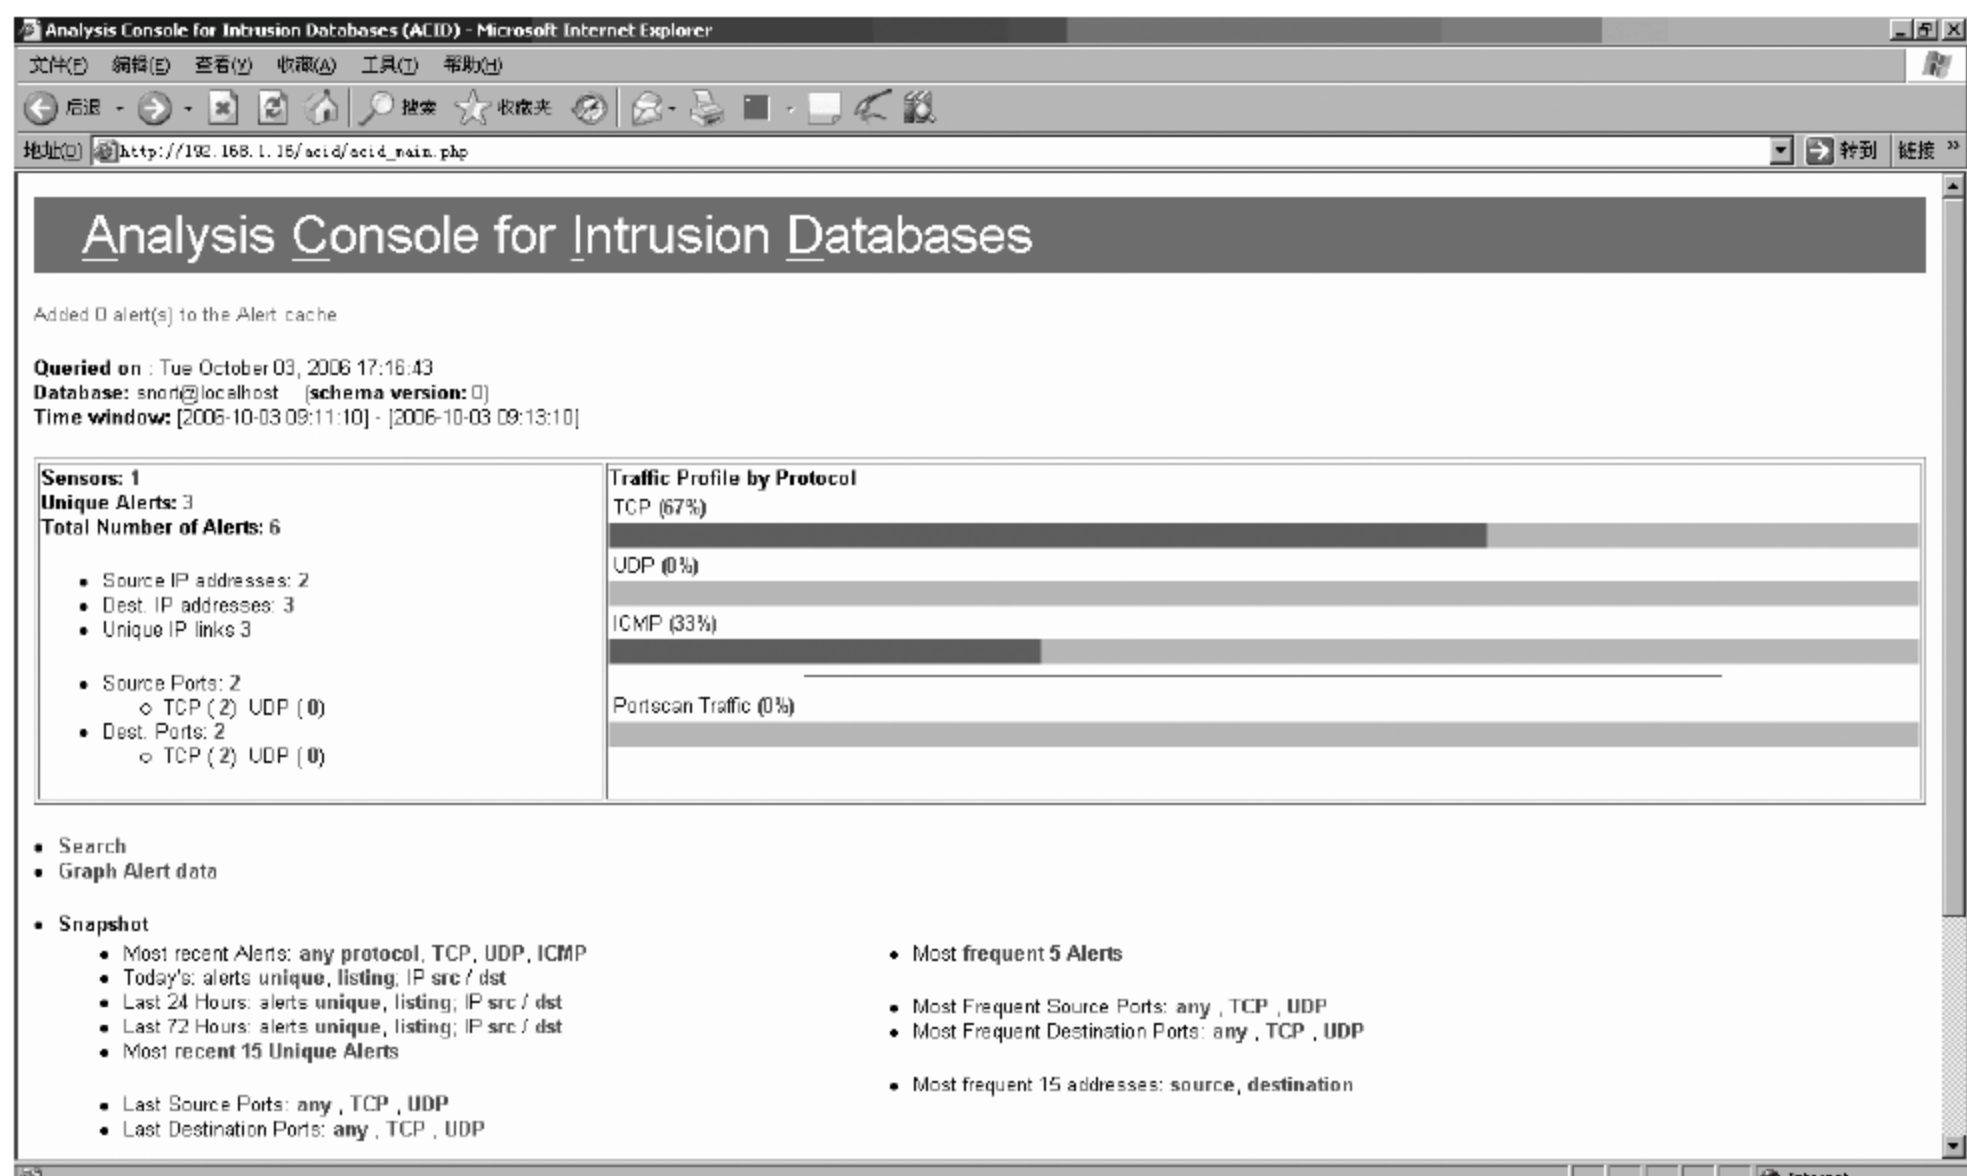 Analysis Console for Intrusion Databases (ACID) - Microsoft Internet Explorer
文件(F) 编辑(E) 查看(V) 收藏(A) 工具(T) 帮助(H)
后退 搜索 收藏夹
地址(D) http://192.168.1.16/acid/acid_main.php 转到 链接 »
Analysis Console for Intrusion Databases
Added 0 alert(s) to the Alert cache
Queried on : Tue October 03, 2006 17:16:43
Database: snort@localhost (schema version: 0)
Time window: [2006-10-03 09:11:10] - [2006-10-03 09:13:10]
Sensors: 1
Unique Alerts: 3
Total Number of Alerts: 6
Source IP addresses: 2
Dest. IP addresses: 3
Unique IP links 3
Source Ports: 2
TCP ( 2) UDP ( 0)
Dest. Ports: 2
TCP ( 2) UDP ( 0)
Traffic Profile by Protocol
TCP (67%)
UDP (0%)
ICMP (33%)
Portscan Traffic (0%)
Search
Graph Alert data
Snapshot
Most recent Alerts: any protocol, TCP, UDP, ICMP
Today's: alerts unique, listing; IP src / dst
Last 24 Hours: alerts unique, listing; IP src / dst
Last 72 Hours: alerts unique, listing; IP src / dst
Most recent 15 Unique Alerts
Last Source Ports: any , TCP , UDP
Last Destination Ports: any , TCP , UDP
Most frequent 5 Alerts
Most Frequent Source Ports: any , TCP , UDP
Most Frequent Destination Ports: any , TCP , UDP
Most frequent 15 addresses: source, destination